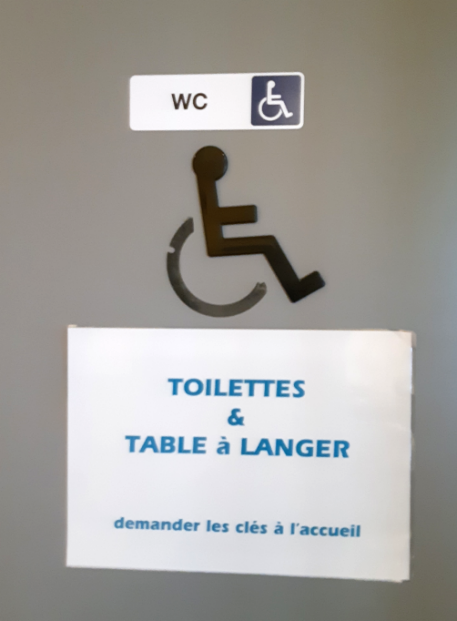 WC
TOILETTES
&
TABLE à LANGER
demander les clés à l'accueil